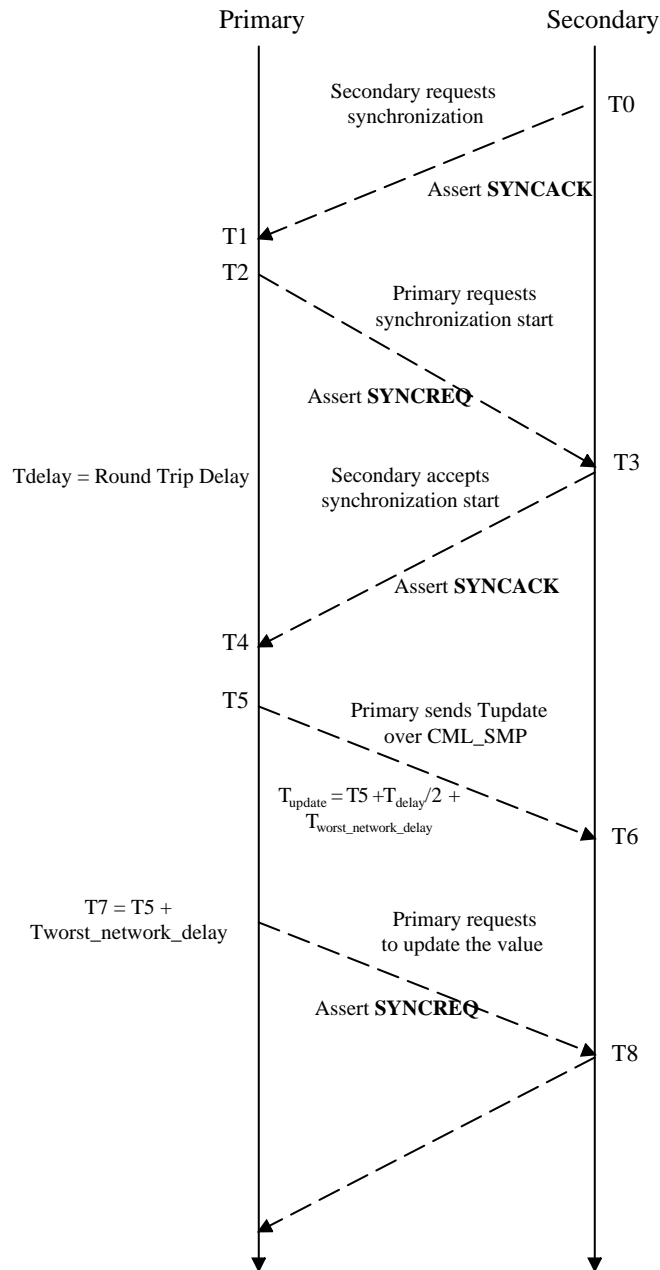 Primary
Secondary
Secondary requests
synchronization
T0
Assert SYNCACK
T1
T2
Primary requests
synchronization start
Assert SYNCREQ
T3
Tdelay = Round Trip Delay
Secondary accepts
synchronization start
Assert SYNCACK
T4
T5
Primary sends Tupdate
over CML_SMP
Tupdate = T5 +Tdelay/2 +
Tworst_network_delay
T6
T7 = T5 +
Tworst_network_delay
Primary requests
to update the value
Assert SYNCREQ
T8